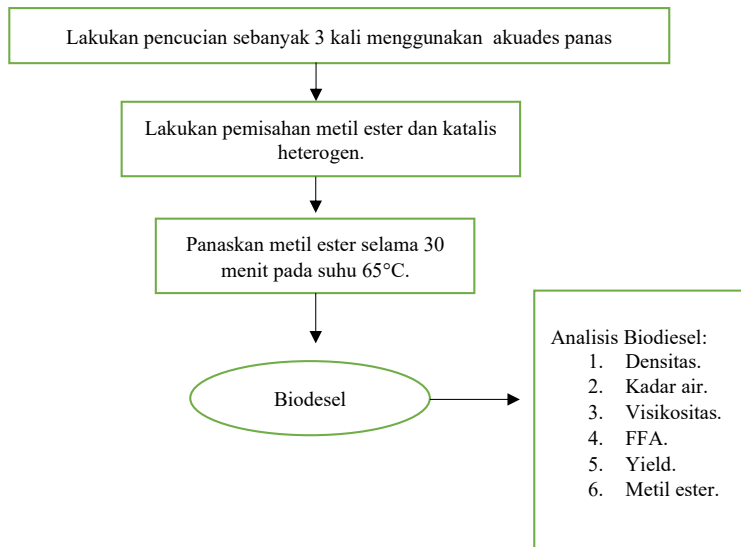 Lakukan pencucian sebanyak 3 kali menggunakan akuades panas
Lakukan pemisahan metil ester dan katalis
heterogen.
Panaskan metil ester selama 30
menit pada suhu 65°C.
Biodesel
Analisis Biodiesel:
1. Densitas.
2. Kadar air.
3. Visikositas.
4. FFA.
5. Yield.
6. Metil ester.